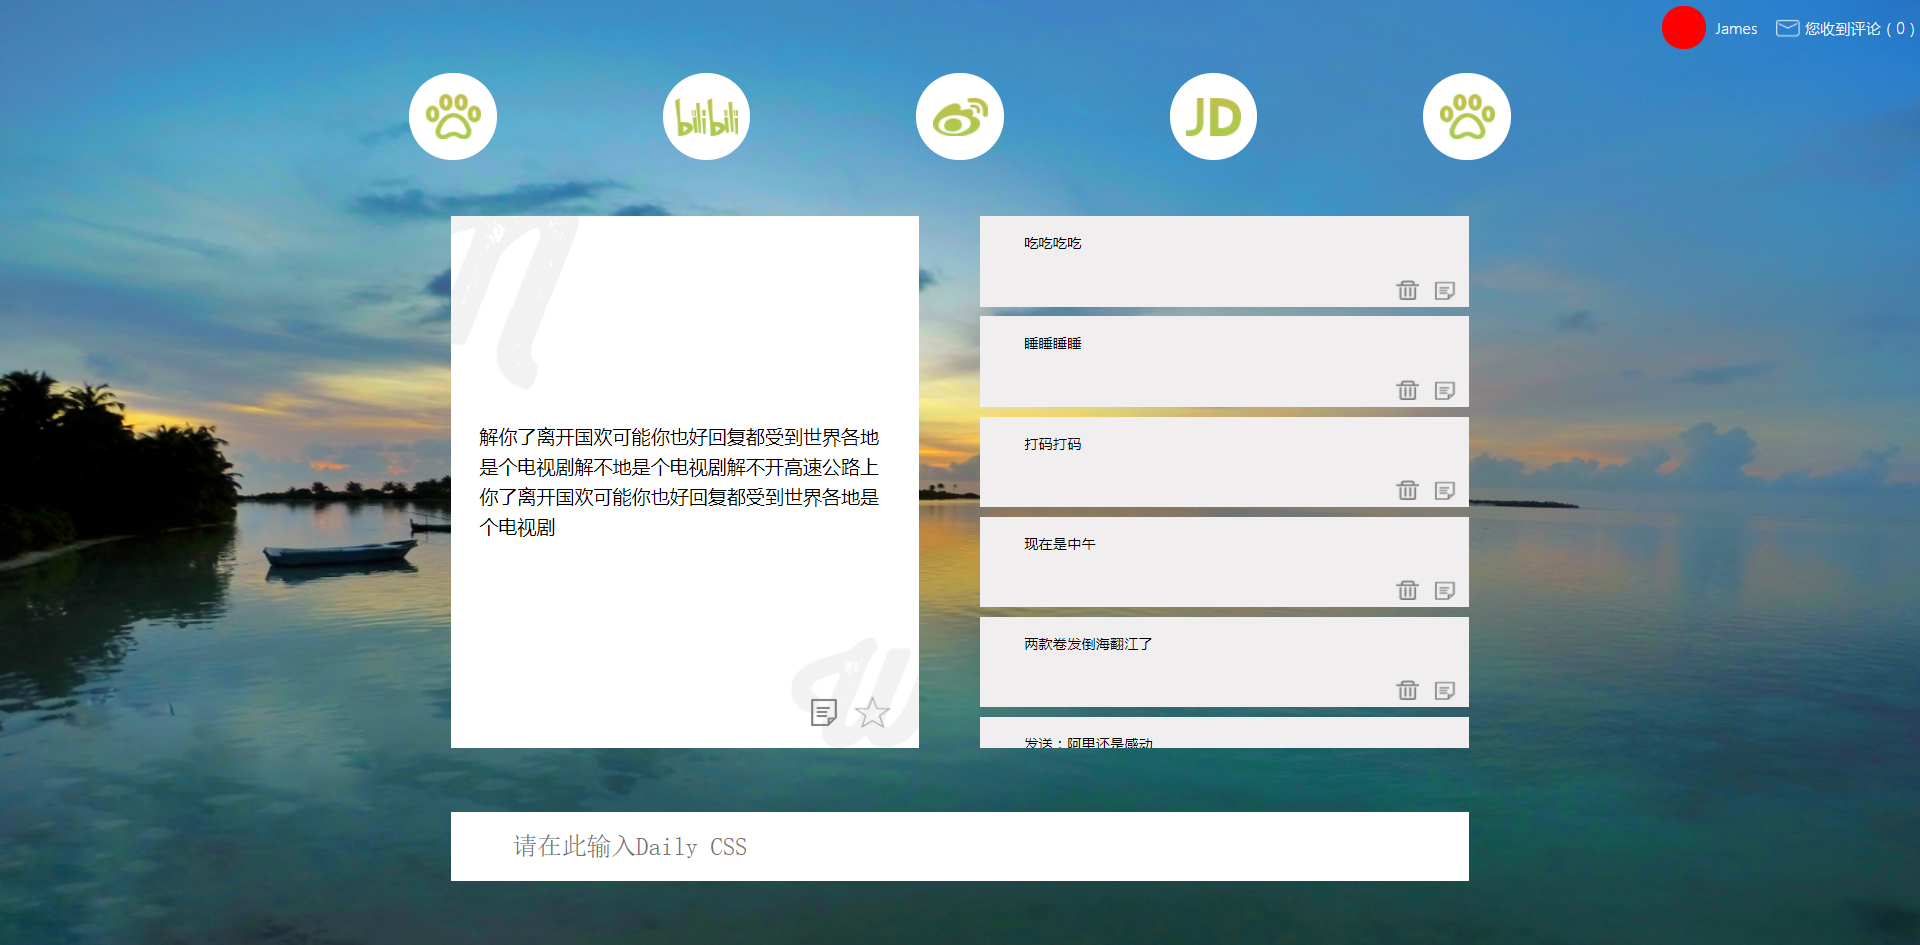 James
您收到评论（0）
bilibili
JD
解你了离开国欢可能你也好回复都受到世界各地
是个电视剧解不地是个电视剧解不开高速公路上
你了离开国欢可能你也好回复都受到世界各地是
个电视剧
吃吃吃吃
睡睡睡睡
打码打码
现在是中午
两款卷发倒海翻江了
发送：阿里还是感动
请在此输入Daily CSS